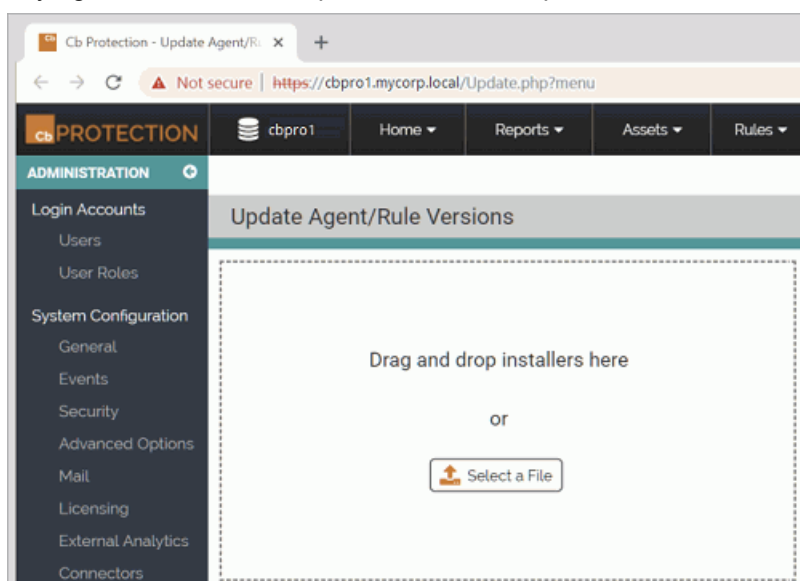 Cb Protection - Update Agent/R
Not secure | https://cbpro1.mycorp.local/Update.php?menu
Cb PROTECTION
cbpro1
Home
Reports
Assets
Rules
ADMINISTRATION
Login Accounts
Users
User Roles
System Configuration
General
Events
Security
Advanced Options
Mail
Licensing
External Analytics
Connectors
Update Agent/Rule Versions
Drag and drop installers here
or
Select a File